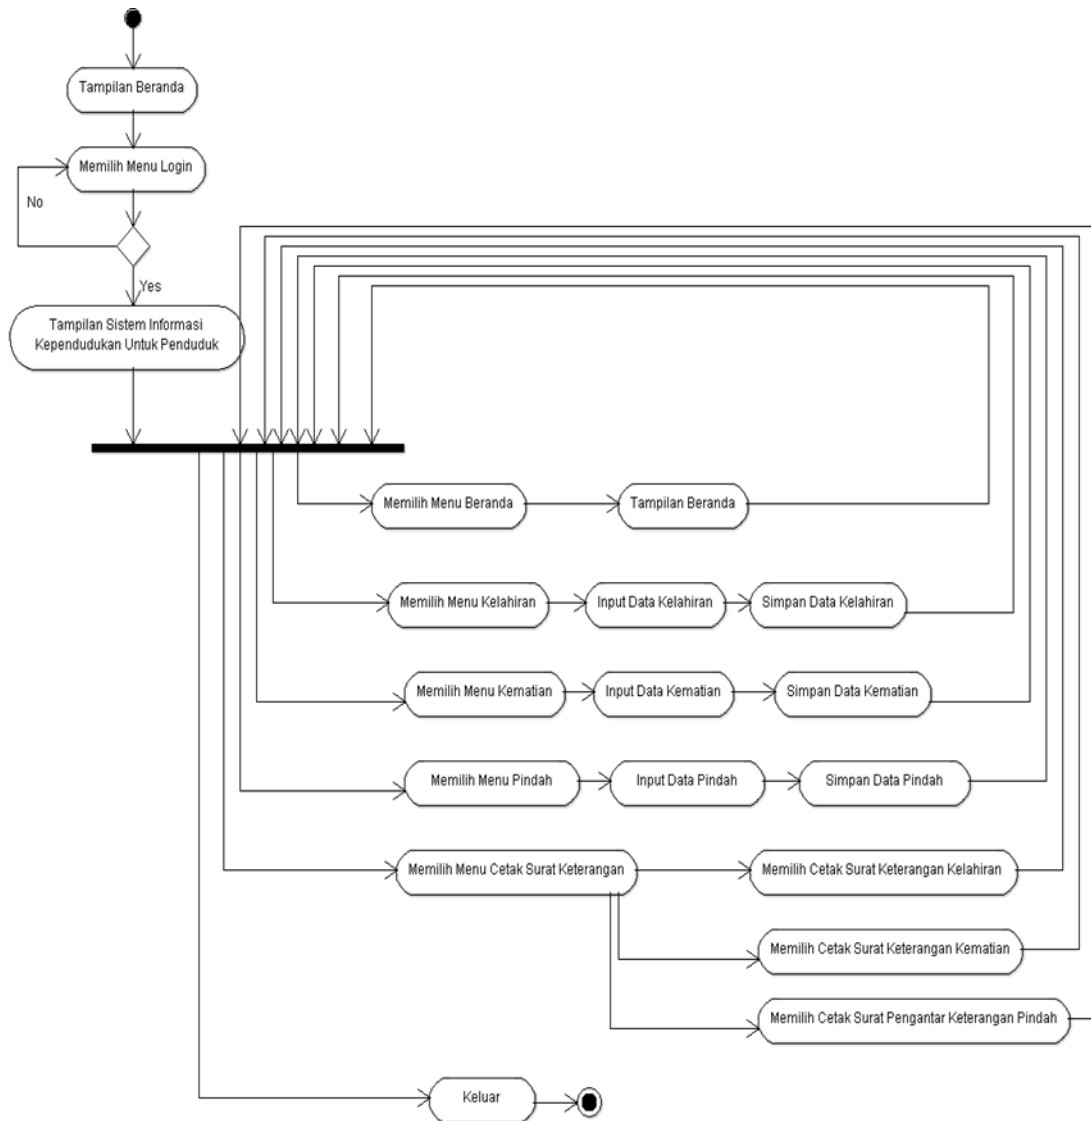 Tampilan Beranda
Memilih Menu Login
No
Yes
Tampilan Sistem Informasi
Kependudukan Untuk Penduduk
Memilih Menu Beranda
Tampilan Beranda
Memilih Menu Kelahiran
Input Data Kelahiran
Simpan Data Kelahiran
Memilih Menu Kematian
Input Data Kematian
Simpan Data Kematian
Memilih Menu Pindah
Input Data Pindah
Simpan Data Pindah
Memilih Menu Cetak Surat Keterangan
Memilih Cetak Surat Keterangan Kelahiran
Memilih Cetak Surat Keterangan Kematian
Memilih Cetak Surat Pengantar Keterangan Pindah
Keluar